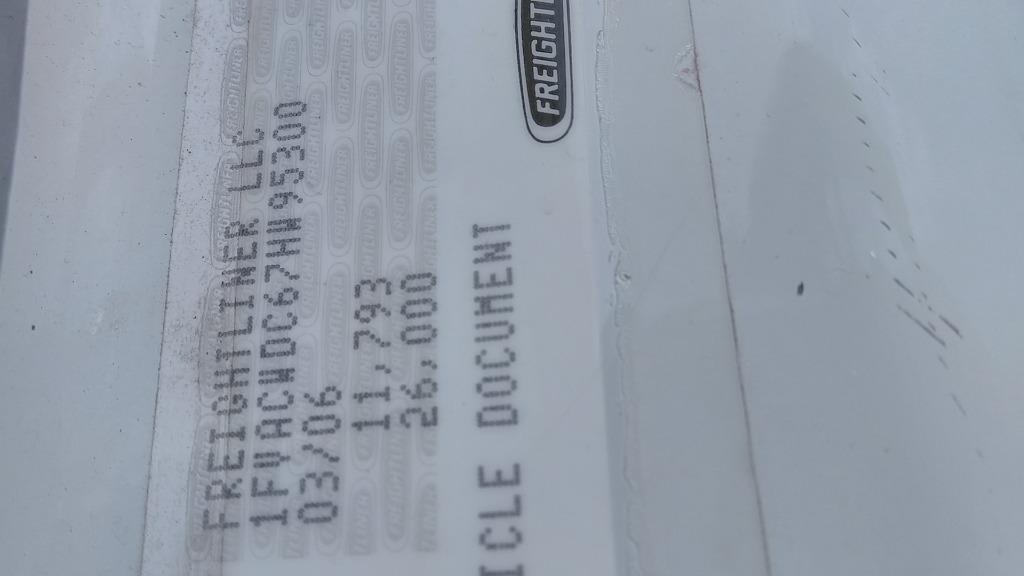 FREIGHTLINER LLC
1FVACWDC67HW95300
03/06
11,793
26,000
ICLE DOCUMENT
FREIGHT